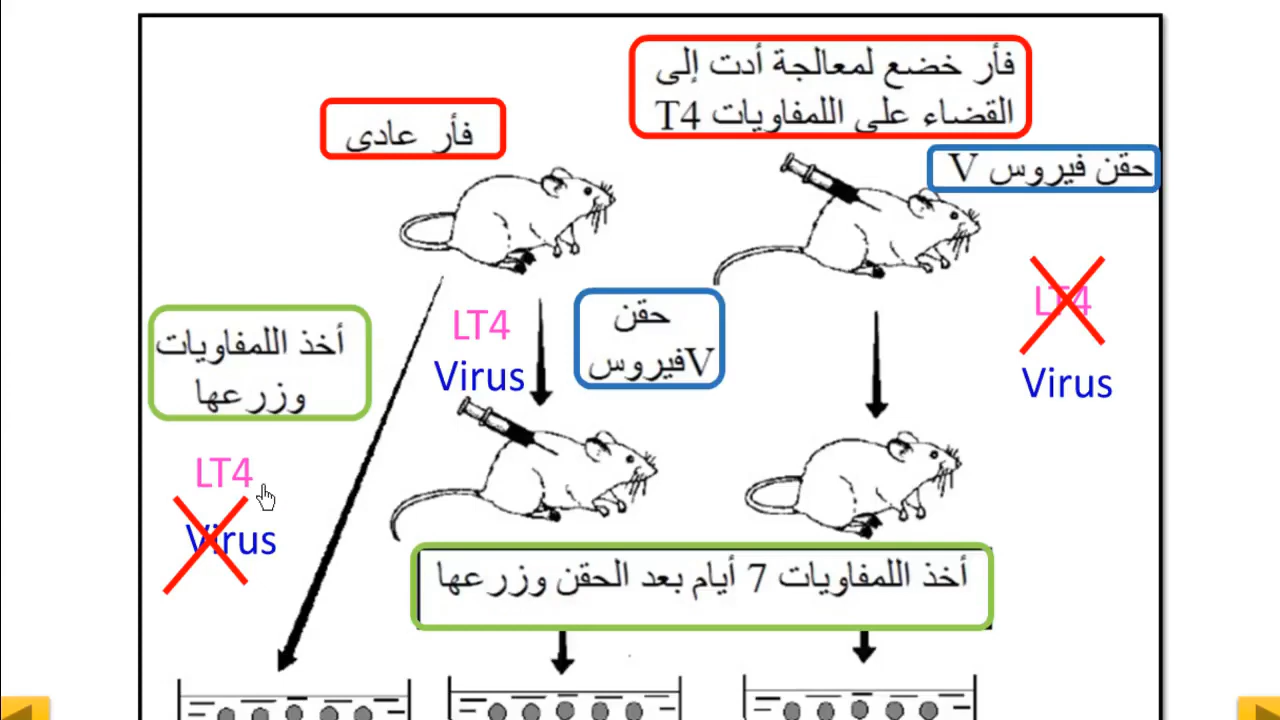 فأر خضع لمعالجة أدت إلى
القضاء على اللمفاويات T4
فأر عادى
حقن فيروس V
LT4
Virus
حقن
فيروسV
LT4
Virus
أخذ اللمفاويات
وزرعها
LT4
Virus
أخذ اللمفاويات 7 أيام بعد الحقن وزرعها